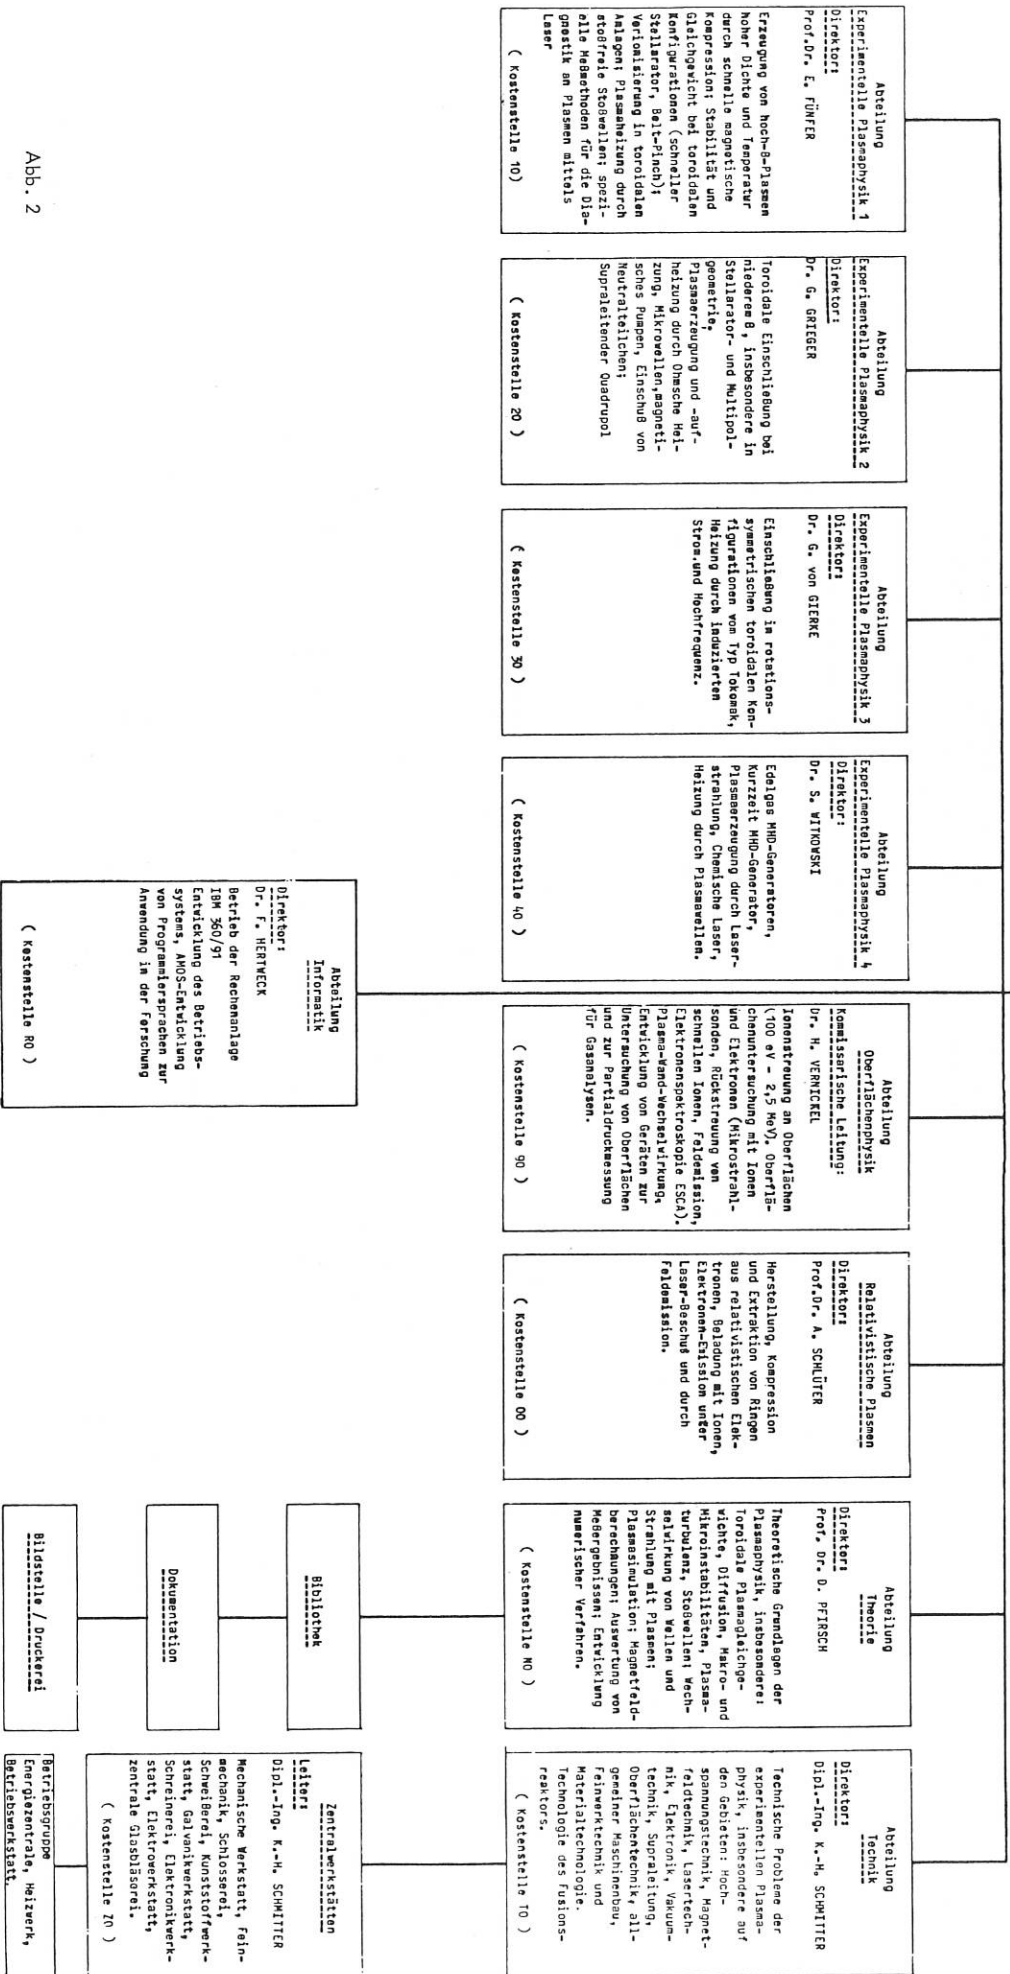 Abteilung
Experimentelle Plasmaphysik 1
Direktor:
Prof.Dr. E. FÜNFER
Erzeugung von hoch-β-Plasmen
hoher Dichte und Temperatur
durch schnelle magnetische
Kompression; Stabilität und
Gleichgewicht bei toroidalen
Konfigurationen (schneller
Stellarator, Belt-Pinch);
Verionisierung in toroidalen
Anlagen; Plasmaheizung durch
stoßfreie Stoßwellen; spezi-
elle Meßmethoden für die Dia-
gnostik an Plasmen mittels
Laser
( Kostenstelle 10)
Abteilung
Experimentelle Plasmaphysik 2
Direktor:
Dr. G. GRIEGER
Toroidale Einschließung bei
niederem β, insbesondere in
Stellarator- und Multipol-
geometrie.
Plasmaerzeugung und -auf-
heizung durch Ohmsche Hei-
zung, Mikrowellen,magneti-
sches Pumpen, Einschuß von
Neutralteilchen;
Supraleitender Quadrupol
( Kostenstelle 20 )
Abteilung
Experimentelle Plasmaphysik 3
Direktor:
Dr. G. von GIERKE
Einschließung in rotations-
symmetrischen toroidalen Kon-
figurationen vom Typ Tokomak,
Heizung durch induzierten
Strom.und Hochfrequenz.
( Kostenstelle 30 )
Abteilung
Experimentelle Plasmaphysik 4
Direktor:
Dr. S. WITKOWSKI
Edelgas MHD-Generatoren,
Kurzzeit MHD-Generator,
Plasmaerzeugung durch Laser-
strahlung, Chemische Laser,
Heizung durch Plasmawellen.
( Kostenstelle 40 )
Abteilung
Oberflächenphysik
Kommissarische Leitung:
Dr. H. VERNICKEL
Ionenstreuung an Oberflächen
(100 eV - 2,5 MeV). Oberflä-
chenuntersuchung mit Ionen
und Elektronen (Mikrostrahl-
sonden, Rückstreuung von
schnellen Ionen, Feldemission,
Elektronenspektroskopie ESCA).
Plasma-Wand-Wechselwirkung,
Entwicklung von Geräten zur
Untersuchung von Oberflächen
und zur Partialdruckmessung
für Gasanalysen.
( Kostenstelle 90 )
Abteilung
Relativistische Plasmen
Direktor:
Prof.Dr. A. SCHLÜTER
Herstellung, Kompression
und Extraktion von Ringen
aus relativistischen Elek-
tronen, Beladung mit Ionen,
Elektronen-Emission unter
Laser-Beschuß und durch
Feldemission.
( Kostenstelle 00 )
Abteilung
Theorie
Direktor:
Prof. Dr. D. PFIRSCH
Theoretische Grundlagen der
Plasmaphysik, insbesondere:
Toroidale Plasmagleichge-
wichte, Diffusion, Makro- und
Mikroinstabilitäten, Plasma-
turbulenz, Stoßwellen; Wech-
selwirkung von Wellen und
Strahlung mit Plasmen;
Plasmasimulation; Magnetfeld-
berechnungen; Auswertung von
Meßergebnissen; Entwicklung
numerischer Verfahren.
( Kostenstelle MO )
Abteilung
Technik
Direktor:
Dipl.-Ing. K.-H. SCHMITTER
Technische Probleme der
experimentellen Plasma-
physik, insbesondere auf
den Gebieten: Hoch-
spannungstechnik, Magnet-
feldtechnik, Lasertech-
nik, Elektronik, Vakuum-
technik, Supraleitung,
Oberflächentechnik, all-
gemeiner Maschinenbau,
Feinwerktechnik und
Materialtechnologie.
Technologie des Fusions-
reaktors.
( Kostenstelle TO )
Abteilung
Informatik
Direktor:
Dr. F. HERTWECK
Betrieb der Rechenanlage
IBM 360/91
Entwicklung des Betriebs-
systems, AMOS-Entwicklung
von Programmiersprachen zur
Anwendung in der Forschung
( Kostenstelle RO )
Bibliothek
Dokumentation
Bildstelle / Druckerei
Zentralwerkstätten
Leiter:
Dipl.-Ing. K.-H. SCHMITTER
Mechanische Werkstatt, Fein-
mechanik, Schlosserei,
Schweißerei, Kunststoffwerk-
statt, Galvanikwerkstatt,
Schreinerei, Elektronikwerk-
statt, Elektrowerkstatt,
zentrale Glasbläserei.
( Kostenstelle ZO )
Betriebsgruppe
Energiezentrale, Heizwerk,
Betriebswerkstatt.
Abb. 2